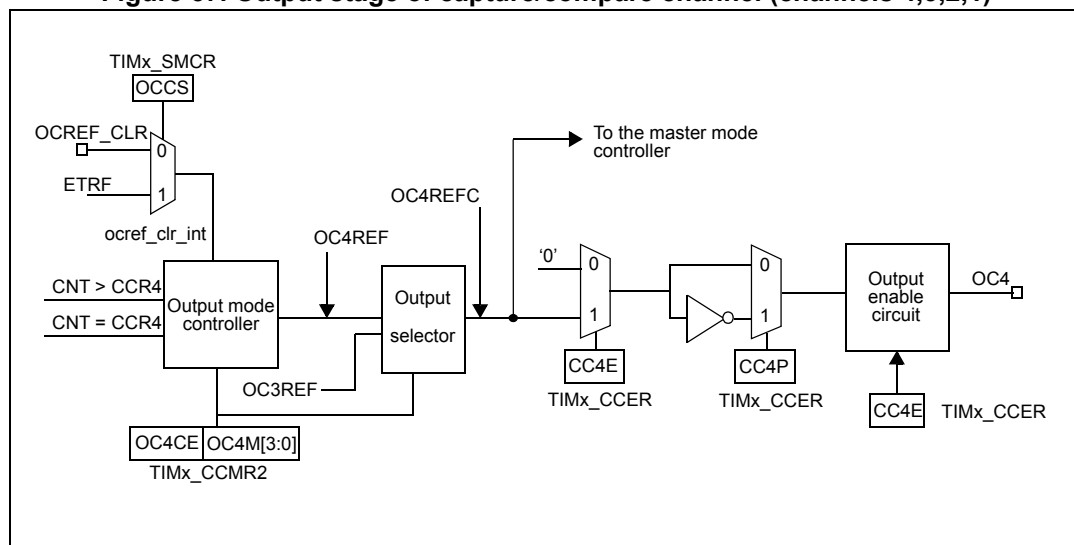 Figure 371 Output stage of capture/compare channel (channels 4,3,2,1)
TIMx_SMCR
OCCS
OCREF_CLR
0
ETRF
1
ocref_clr_int
To the master mode
controller
OC4REFC
OC4REF
‘0’
0
1
0
1
CNT > CCR4
CNT = CCR4
Output mode
controller
Output
selector
OC3REF
Output
enable
circuit
OC4
CC4E
TIMx_CCER
CC4P
TIMx_CCER
CC4E
TIMx_CCER
OC4CE
OC4M[3:0]
TIMx_CCMR2